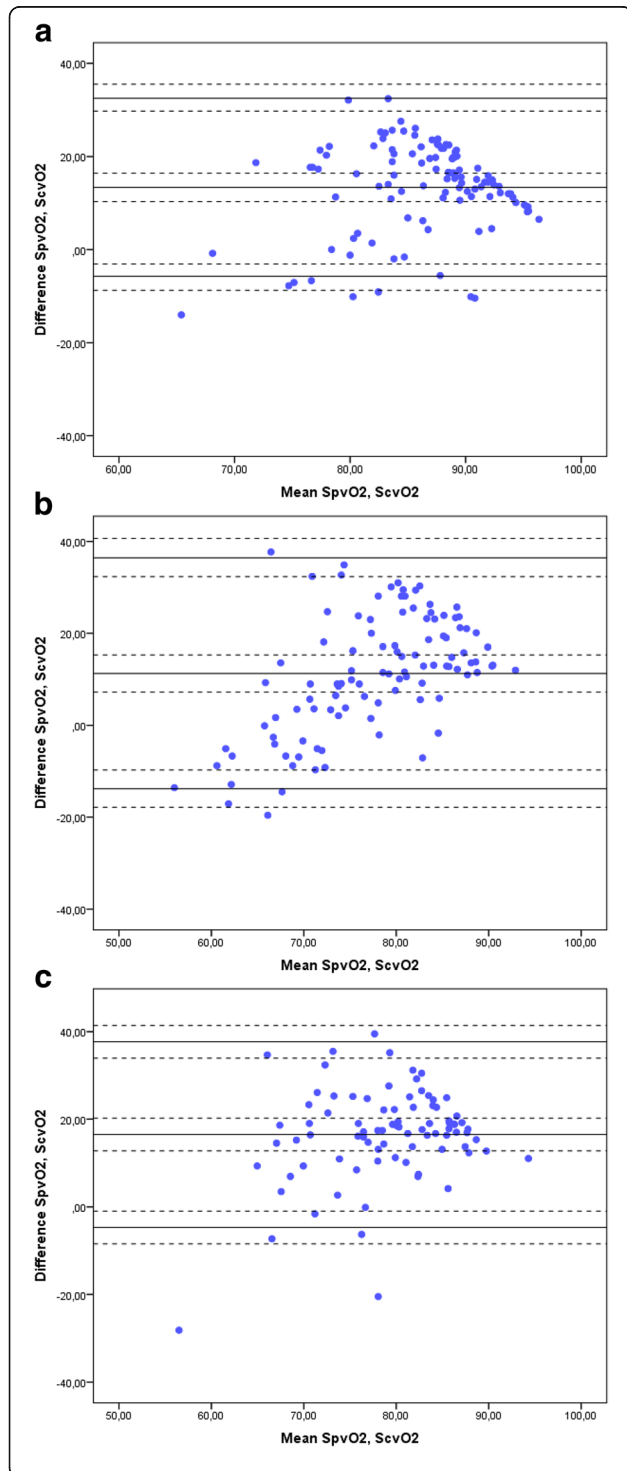 a
40,00
20,00
,00
-20,00
-40,00
Difference SpvO2, ScvO2
60,00 70,00 80,00 90,00 100,00
Mean SpvO2, ScvO2
b
40,00
20,00
,00
-20,00
-40,00
Difference SpvO2, ScvO2
50,00 60,00 70,00 80,00 90,00 100,00
Mean SpvO2, ScvO2
c
40,00
20,00
,00
-20,00
-40,00
Difference SpvO2, ScvO2
50,00 60,00 70,00 80,00 90,00 100,00
Mean SpvO2, ScvO2